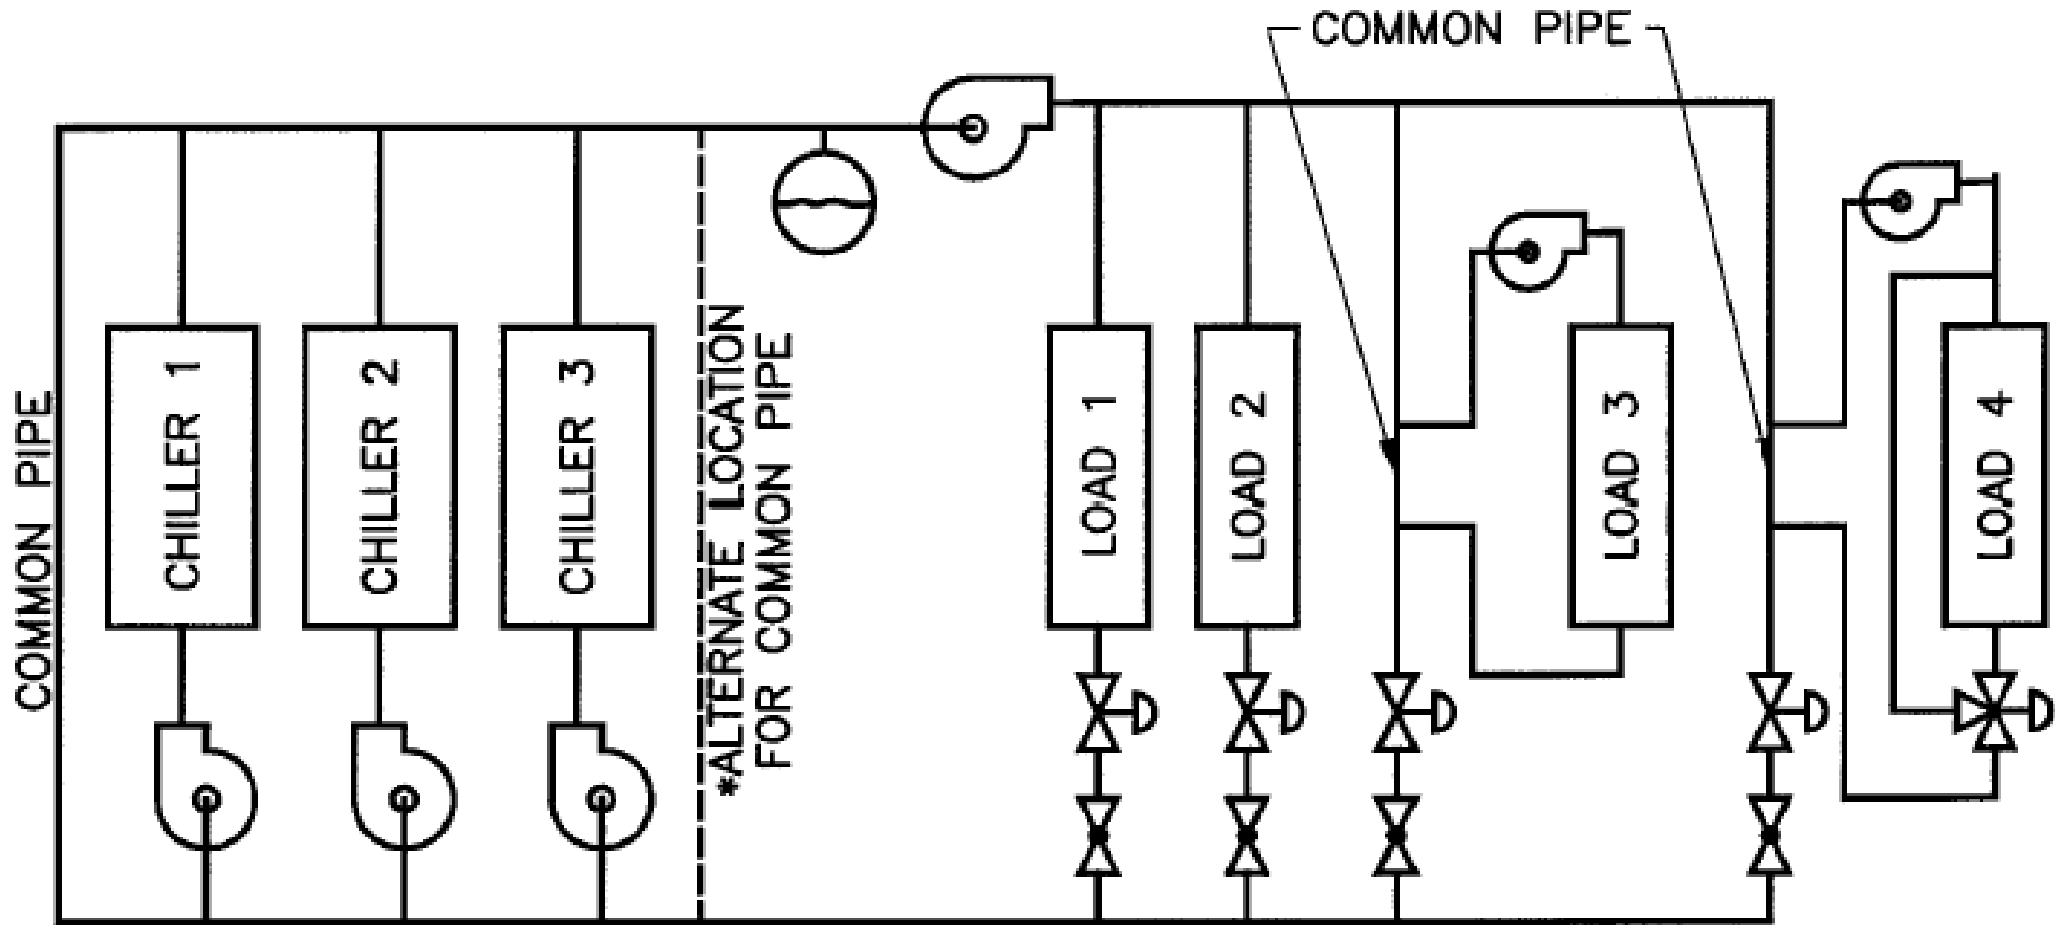 COMMON PIPE
COMMON PIPE
CHILLER 1
CHILLER 2
CHILLER 3
*ALTERNATE LOCATION
FOR COMMON PIPE
LOAD 1
LOAD 2
LOAD 3
LOAD 4